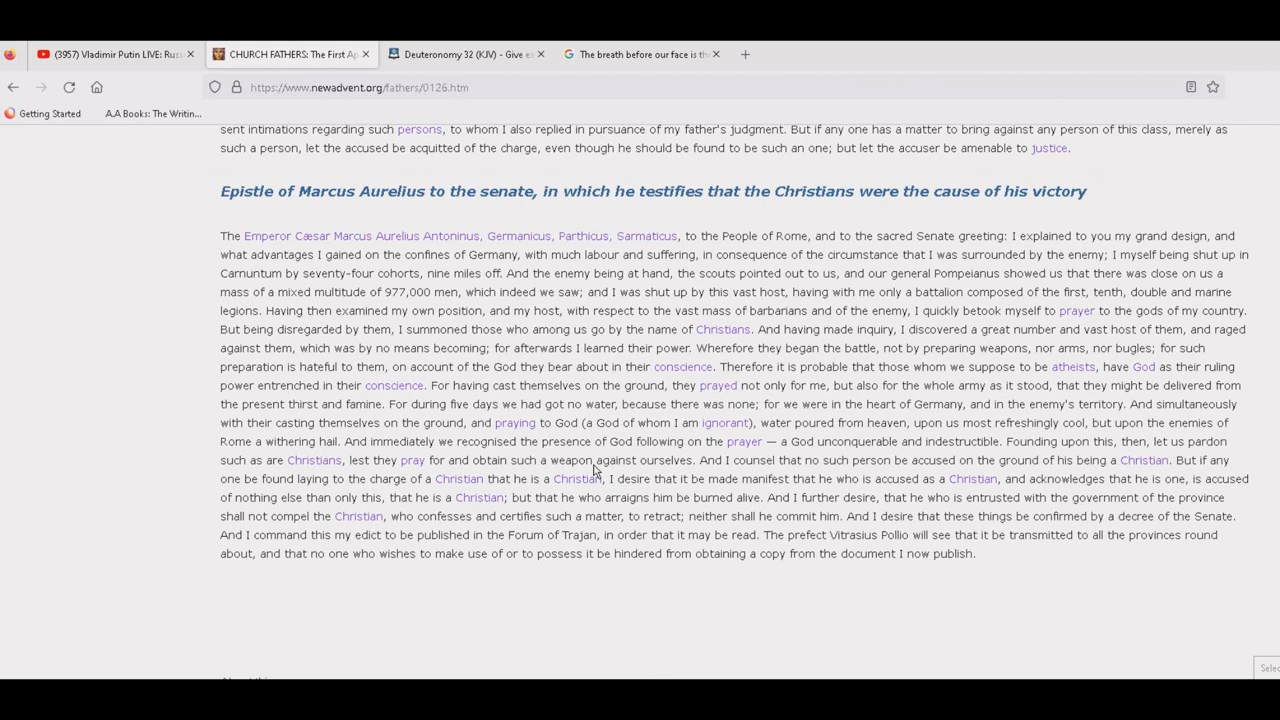 (3957) Vladimir Putin LIVE: Rus
CHURCH FATHERS: The First Ap
Deuteronomy 32 (KJV) - Give e
The breath before our face is th
https://www.newadvent.org/fathers/0126.htm
Getting Started
A,A Books: The Writin...
sent intimations regarding such persons, to whom I also replied in pursuance of my father's judgment. But if any one has a matter to bring against any person of this class, merely as
such a person, let the accused be acquitted of the charge, even though he should be found to be such an one; but let the accuser be amenable to justice.
Epistle of Marcus Aurelius to the senate, in which he testifies that the Christians were the cause of his victory
The Emperor Cæsar Marcus Aurelius Antoninus, Germanicus, Parthicus, Sarmaticus, to the People of Rome, and to the sacred Senate greeting: I explained to you my grand design, and
what advantages I gained on the confines of Germany, with much labour and suffering, in consequence of the circumstance that I was surrounded by the enemy; I myself being shut up in
Carnuntum by seventy-four cohorts, nine miles off. And the enemy being at hand, the scouts pointed out to us, and our general Pompeianus showed us that there was close on us a
mass of a mixed multitude of 977,000 men, which indeed we saw; and I was shut up by this vast host, having with me only a battalion composed of the first, tenth, double and marine
legions. Having then examined my own position, and my host, with respect to the vast mass of barbarians and of the enemy, I quickly betook myself to prayer to the gods of my country.
But being disregarded by them, I summoned those who among us go by the name of Christians. And having made inquiry, I discovered a great number and vast host of them, and raged
against them, which was by no means becoming; for afterwards I learned their power. Wherefore they began the battle, not by preparing weapons, nor arms, nor bugles; for such
preparation is hateful to them, on account of the God they bear about in their conscience. Therefore it is probable that those whom we suppose to be atheists, have God as their ruling
power entrenched in their conscience. For having cast themselves on the ground, they prayed not only for me, but also for the whole army as it stood, that they might be delivered from
the present thirst and famine. For during five days we had got no water, because there was none; for we were in the heart of Germany, and in the enemy's territory. And simultaneously
with their casting themselves on the ground, and praying to God (a God of whom I am ignorant), water poured from heaven, upon us most refreshingly cool, but upon the enemies of
Rome a withering hail. And immediately we recognised the presence of God following on the prayer — a God unconquerable and indestructible. Founding upon this, then, let us pardon
such as are Christians, lest they pray for and obtain such a weapon against ourselves. And I counsel that no such person be accused on the ground of his being a Christian. But if any
one be found laying to the charge of a Christian that he is a Christian, I desire that it be made manifest that he who is accused as a Christian, and acknowledges that he is one, is accused
of nothing else than only this, that he is a Christian; but that he who arraigns him be burned alive. And I further desire, that he who is entrusted with the government of the province
shall not compel the Christian, who confesses and certifies such a matter, to retract; neither shall he commit him. And I desire that these things be confirmed by a decree of the Senate.
And I command this my edict to be published in the Forum of Trajan, in order that it may be read. The prefect Vitrasius Pollio will see that it be transmitted to all the provinces round
about, and that no one who wishes to make use of or to possess it be hindered from obtaining a copy from the document I now publish.
Selec